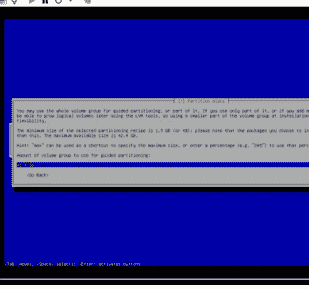 [!] Partition disks
You may use the whole volume group for guided partitioning, or part of it. If you use only part of it, or if you add more
be able to grow logical volumes later using the LVM tools, so using a smaller part of the volume group at installation
flexibility.
The minimum size of the selected partitioning recipe is 1.9 GB (or 4%); please note that the packages you choose to in
than this. The maximum available size is 42.4 GB.
Hint: "max" can be used as a shortcut to specify the maximum size, or enter a percentage (e.g. "20%") to use that perc
Amount of volume group to use for guided partitioning:
<Go Back>
<Tab> moves; <Space> selects; <Enter> activates buttons